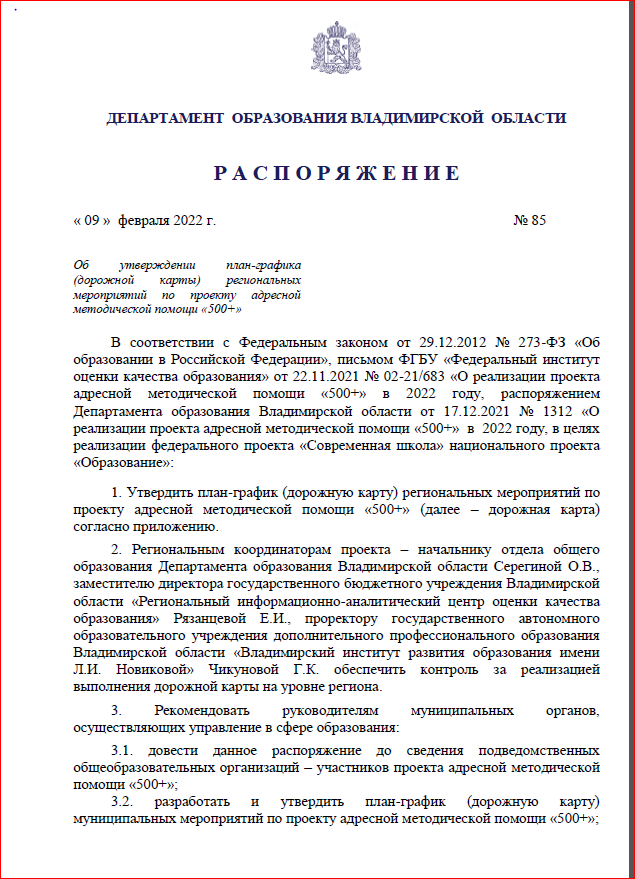 ДЕПАРТАМЕНТ ОБРАЗОВАНИЯ ВЛАДИМИРСКОЙ ОБЛАСТИ
Р А С П О Р Я Ж Е Н И Е
« 09 » февраля 2022 г. № 85
Об утверждении план-графика
(дорожной карты) региональных
мероприятий по проекту адресной
методической помощи «500+»
В соответствии с Федеральным законом от 29.12.2012 № 273-ФЗ «Об
образовании в Российской Федерации», письмом ФГБУ «Федеральный институт
оценки качества образования» от 22.11.2021 № 02-21/683 «О реализации проекта
адресной методической помощи «500+» в 2022 году, распоряжением
Департамента образования Владимирской области от 17.12.2021 № 1312 «О
реализации проекта адресной методической помощи «500+» в 2022 году, в целях
реализации федерального проекта «Современная школа» национального проекта
«Образование»:
1. Утвердить план-график (дорожную карту) региональных мероприятий по
проекту адресной методической помощи «500+» (далее – дорожная карта)
согласно приложению.
2. Региональным координаторам проекта – начальнику отдела общего
образования Департамента образования Владимирской области Серегиной О.В.,
заместителю директора государственного бюджетного учреждения Владимирской
области «Региональный информационно-аналитический центр оценки качества
образования» Рязанцевой Е.И., проректору государственного автономного
образовательного учреждения дополнительного профессионального образования
Владимирской области «Владимирский институт развития образования имени
Л.И. Новиковой» Чикуновой Г.К. обеспечить контроль за реализацией
выполнения дорожной карты на уровне региона.
3. Рекомендовать руководителям муниципальных органов,
осуществляющих управление в сфере образования:
3.1. довести данное распоряжение до сведения подведомственных
общеобразовательных организаций – участников проекта адресной методической
помощи «500+»;
3.2. разработать и утвердить план-график (дорожную карту)
муниципальных мероприятий по проекту адресной методической помощи «500+»;